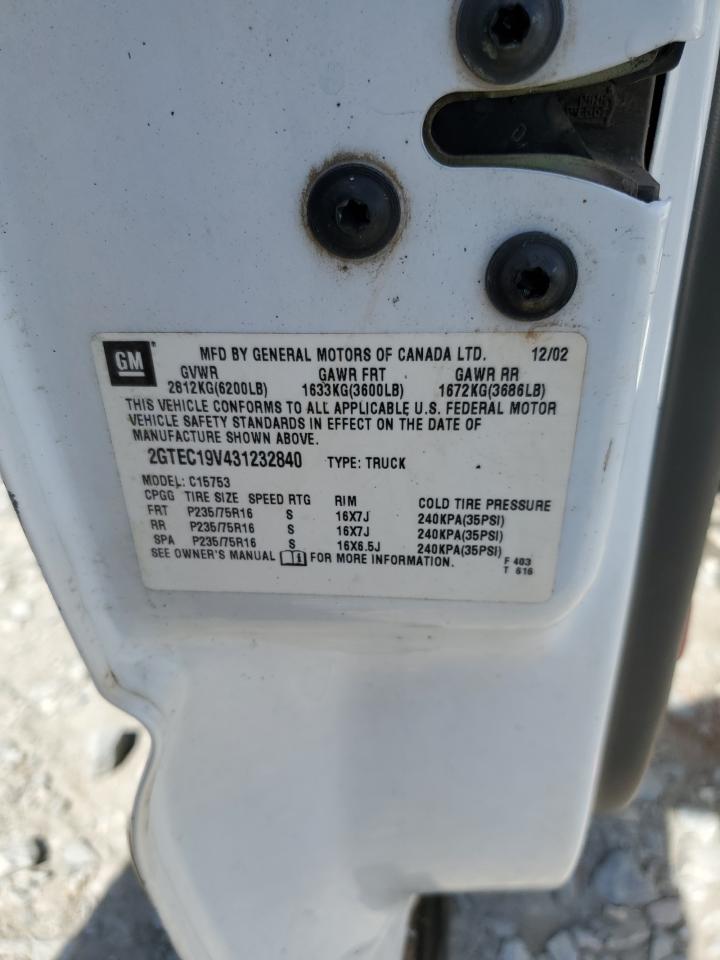 GM MFD BY GENERAL MOTORS OF CANADA LTD. 12/02
GVWR GAWR FRT GAWR RR
2812KG(6200LB) 1633KG(3600LB) 1672KG(3686LB)
THIS VEHICLE CONFORMS TO ALL APPLICABLE U.S. FEDERAL MOTOR
VEHICLE SAFETY STANDARDS IN EFFECT ON THE DATE OF
MANUFACTURE SHOWN ABOVE.
2GTEC19V431232840 TYPE: TRUCK
MODEL: C15753
CPGG TIRE SIZE SPEED RTG RIM COLD TIRE PRESSURE
FRT P235/75R16 S 16X7J 240KPA(35PSI)
RR P235/75R16 S 16X7J 240KPA(35PSI)
SPA P235/75R16 S 16X6.5J 240KPA(35PSI)
SEE OWNER'S MANUAL FOR MORE INFORMATION.
F 403
T 616